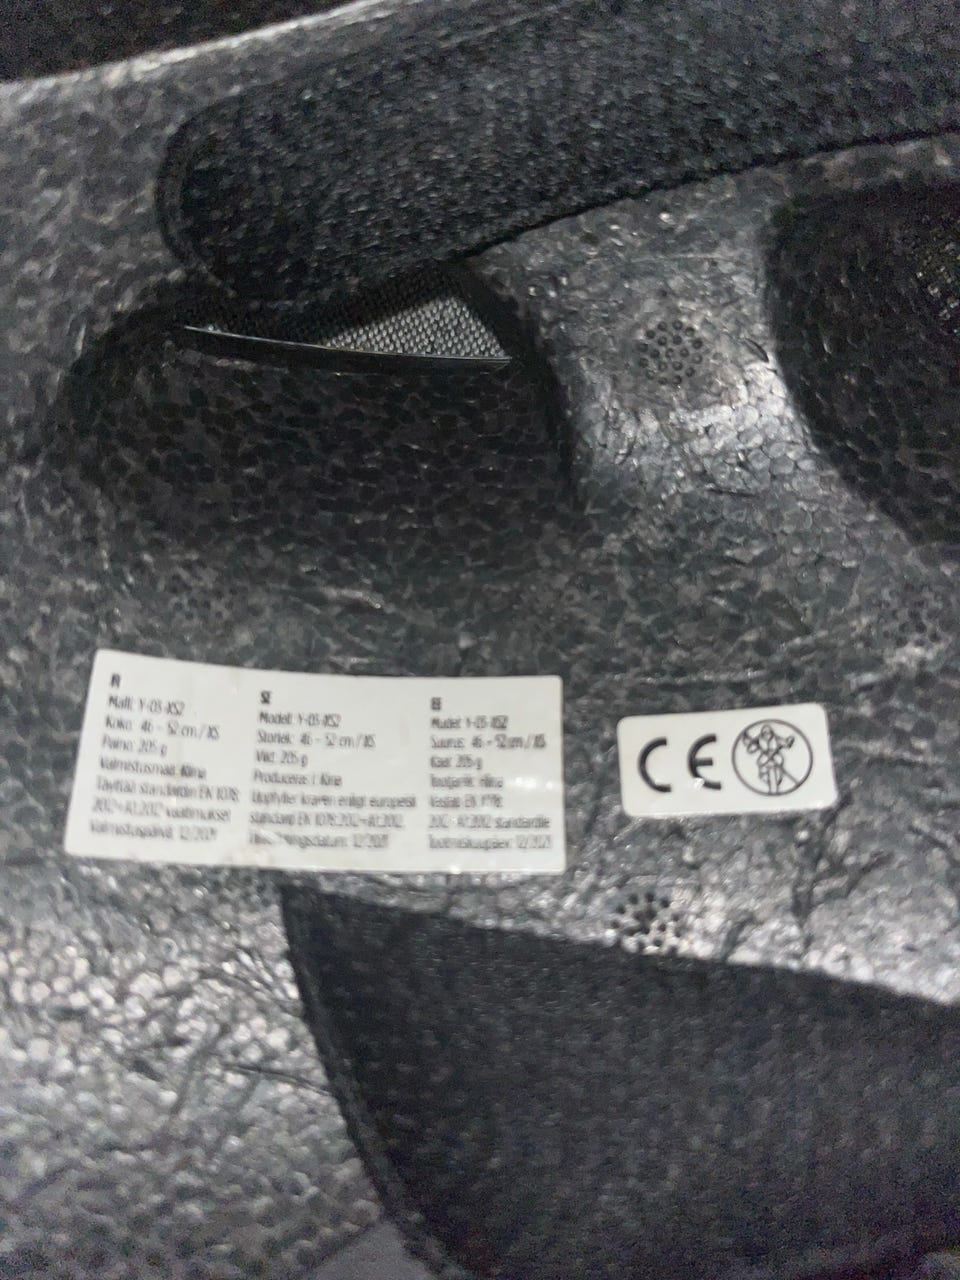 FI
Malli: Y-03-XS2
Koko: 46 - 52 cm / XS
Paino: 205 g
Valmistusmaa: Kiina
Täyttää standardin EN 1078:
2012+A1:2012 vaatimukset
Valmistuspäivä: 12/2021
SE
Modell: Y-03-XS2
Storlek: 46 - 52 cm / XS
Vikt: 205 g
Produceras i: Kina
Uppfyller kraven enligt europeisk
standard EN 1078:2012+A1:2012
12/2021
EE
Mudel: Y-03-XS2
Suurus: 46 - 52 cm / XS
Kaal: 205 g
Tootjariik: Hiina
Vastab EN 1078:
2012+A1:2012 standardile
Tootmiskuupäev: 12/2021
CE